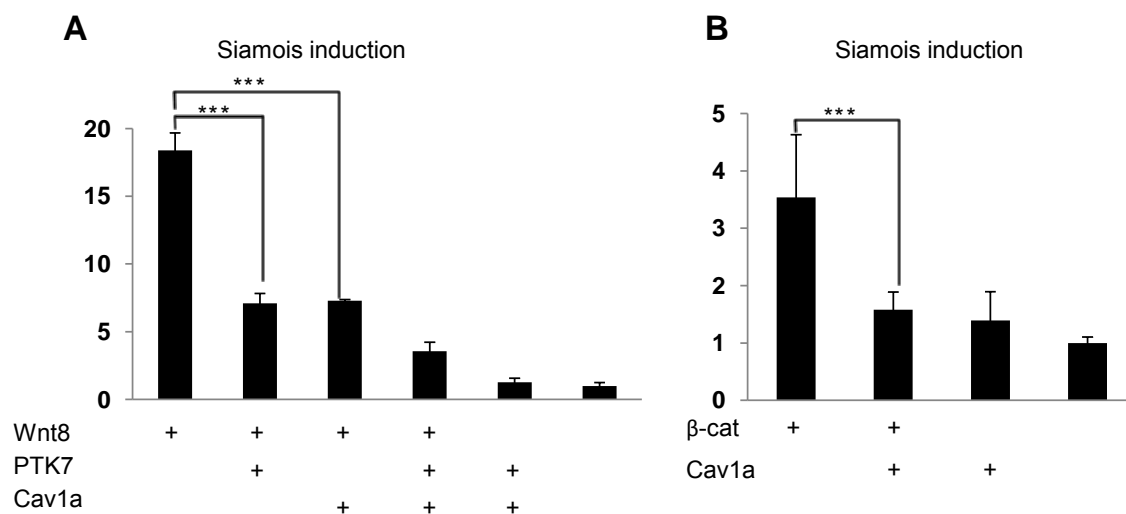 A
Siamois induction
***
***
20
15
10
5
0
Wnt8 + + + +
PTK7 + + +
Cav1a + + +
B
Siamois induction
***
5
4
3
2
1
0
β-cat + +
Cav1a + +